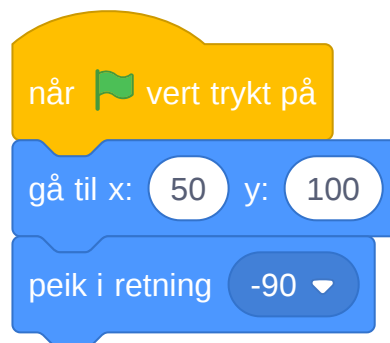 når vert trykt på
gå til x: 50 y: 100
peik i retning -90